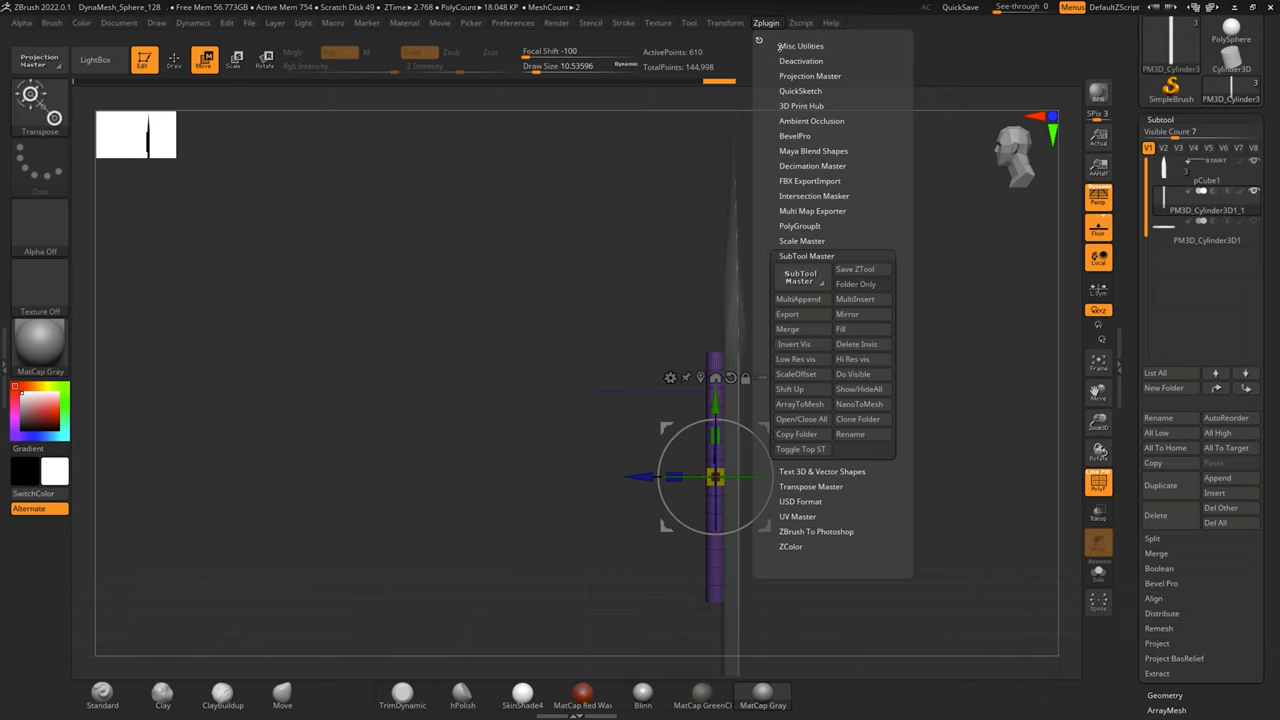 ZBrush 2022.0.1 DynaMesh_Sphere_128 . • Free Mem 56.773GB • Active Mem 754 • Scratch Disk 49 • ZTime▸2.768 • PolyCount▸18.048 KP • MeshCount▸2 AC QuickSave See-through 0 Menus DefaultZScript
Alpha Brush Color Document Draw Dynamics Edit File Layer Light Macro Marker Material Movie Picker Preferences Render Stencil Stroke Texture Tool Transform Zplugin Zscript Help
Projection Master
LightBox
Edit
Draw
Move
Scale
Rotate
Mrgb Rgb M
Rgb Intensity
Zadd Zsub Zcut
Z Intensity
Focal Shift -100
Draw Size 10.53596 Dynamic
ActivePoints: 610
TotalPoints: 144,998
Transpose
Dots
Alpha Off
Texture Off
MatCap Gray
Gradient
SwitchColor
Alternate
Misc Utilities
Deactivation
Projection Master
QuickSketch
3D Print Hub
Ambient Occlusion
BevelPro
Maya Blend Shapes
Decimation Master
FBX ExportImport
Intersection Masker
Multi Map Exporter
PolyGroupIt
Scale Master
SubTool Master
SubTool Master
Save ZTool
Folder Only
MultiAppend MultiInsert
Export Mirror
Merge Fill
Invert Vis Delete Invis
Low Res vis Hi Res vis
ScaleOffset Do Visible
Shift Up Show/HideAll
ArrayToMesh NanoToMesh
Open/Close All Clone Folder
Copy Folder Rename
Toggle Top ST
Text 3D & Vector Shapes
Transpose Master
USD Format
UV Master
ZBrush To Photoshop
ZColor
BPR
SPix 3
Actual
AAHalf
Dynamic
Persp
Floor
Local
L.Sym
XYZ
Frame
Move
Zoom3D
Rotate
Line Fill
PolyF
Transp
Dynamic
Solo
Xpose
PolySphere
PM3D_Cylinder3 Cylinder3D
3
SimpleBrush PM3D_Cylinder3
Subtool
Visible Count 7
V1 V2 V3 V4 V5 V6 V7 V8
START
3
pCube1
PM3D_Cylinder3D1_1
PM3D_Cylinder3D1
List All
New Folder
Rename AutoReorder
All Low All High
All To Home All To Target
Copy Paste
Duplicate Append
Insert
Delete Del Other
Del All
Split
Merge
Boolean
Bevel Pro
Align
Distribute
Remesh
Project
Project BasRelief
Extract
Geometry
ArrayMesh
Standard Clay ClayBuildup Move TrimDynamic hPolish SkinShade4 MatCap Red Wax Blinn MatCap GreenCl MatCap Gray